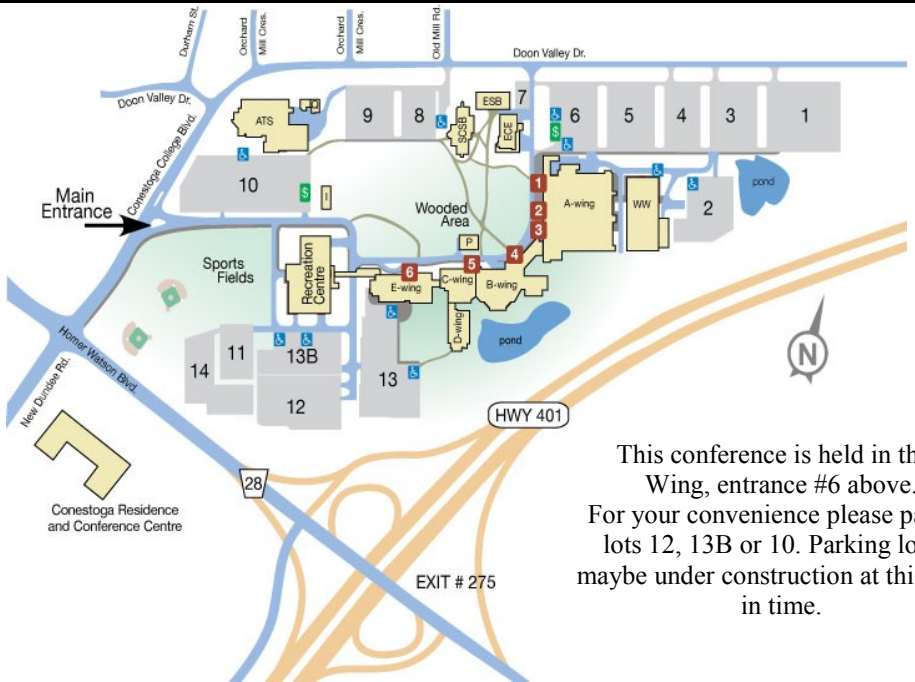 Durham St.
Orchard
Mill Cres.
Orchard
Mill Cres.
Old Mill Rd.
Doon Valley Dr.
Doon Valley Dr.
Conestoga College Blvd.
ATS
9
8
SCSB
ESB
ECE
7
6
5
4
3
1
$
10
$
I
Main
Entrance
Wooded
Area
1
2
3
A-wing
WW
2
pond
P
4
5
6
E-wing
C-wing
B-wing
D-wing
pond
Sports
Fields
Recreation
Centre
N
14
11
13B
12
13
Homer Watson Blvd.
New Dundee Rd.
HWY 401
28
Conestoga Residence
and Conference Centre
EXIT # 275
This conference is held in th
Wing, entrance #6 above.
For your convenience please pa
lots 12, 13B or 10. Parking lo
maybe under construction at this
in time.